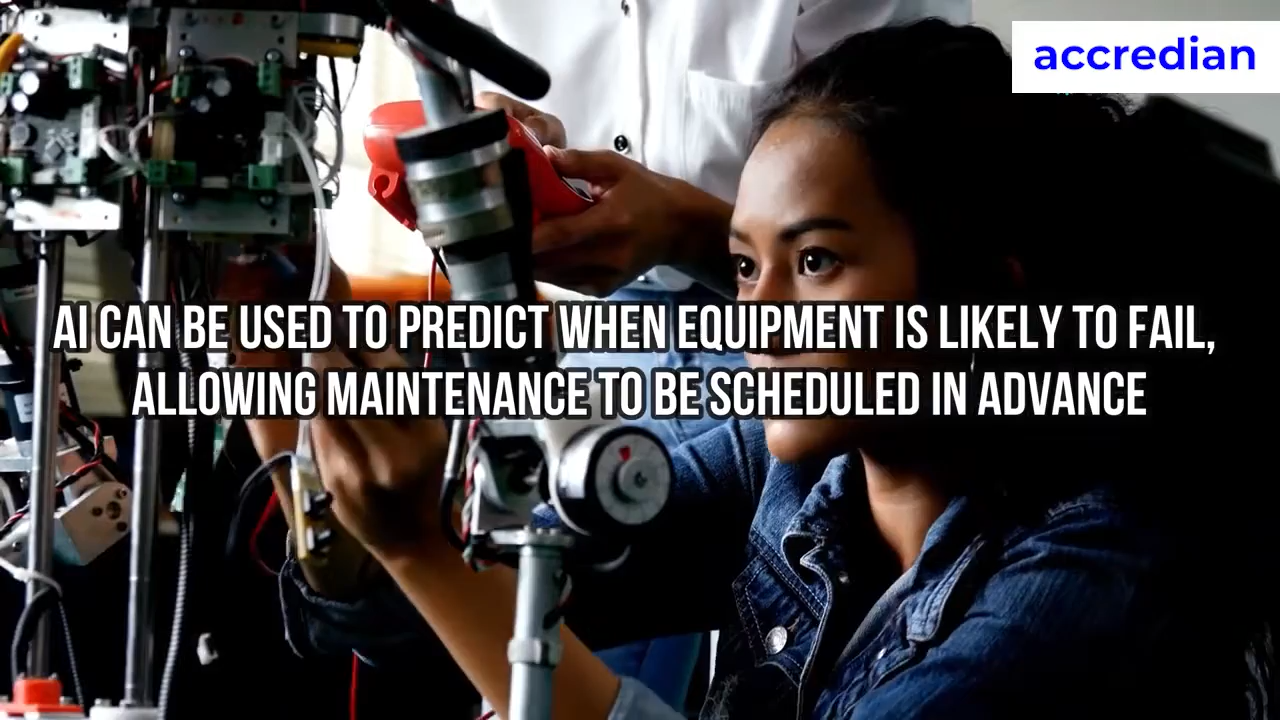 accredian
AI CAN BE USED TO PREDICT WHEN EQUIPMENT IS LIKELY TO FAIL,
ALLOWING MAINTENANCE TO BE SCHEDULED IN ADVANCE